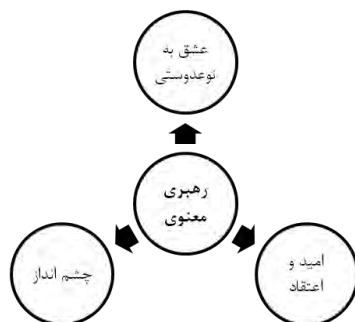 عشق به
نوعدوستی
رهبری
معنوی
امید و
اعتقاد
چشم انداز